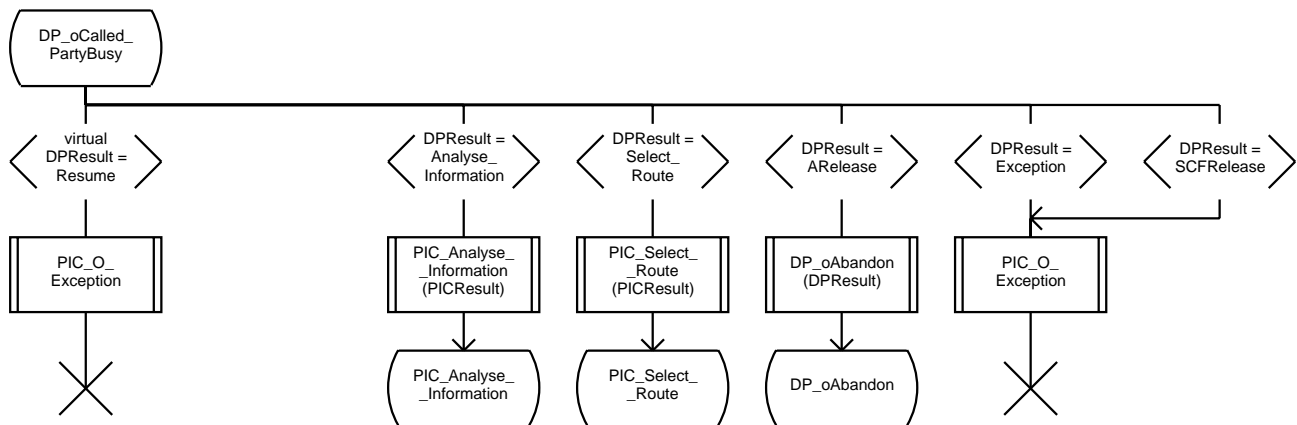 DP_oCalled_
PartyBusy
virtual
DPResult =
Resume
DPResult =
Analyse_
Information
DPResult =
Select_
Route
DPResult =
ARelease
DPResult =
Exception
DPResult =
SCFRelease
PIC_O_
Exception
PIC_Analyse_
_Information
(PICResult)
PIC_Select_
_Route
(PICResult)
DP_oAbandon
(DPResult)
PIC_O_
Exception
PIC_Analyse_
_Information
PIC_Select_
_Route
DP_oAbandon